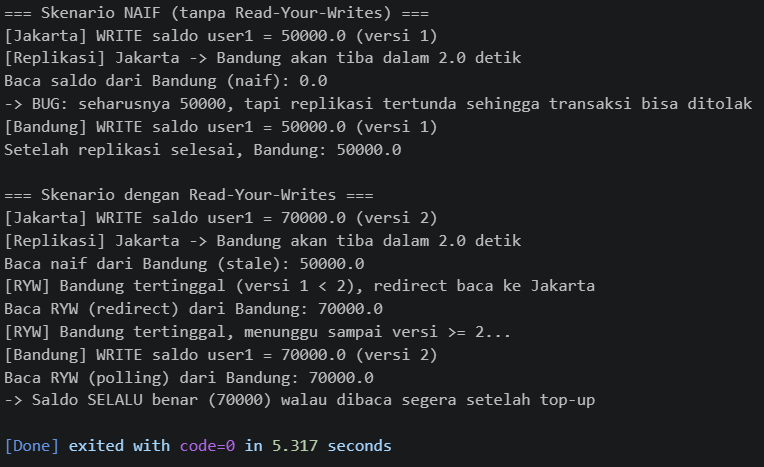 === Skenario NAIF (tanpa Read-Your-Writes) ===
[Jakarta] WRITE saldo user1 = 50000.0 (versi 1)
[Replikasi] Jakarta -> Bandung akan tiba dalam 2.0 detik
Baca saldo dari Bandung (naif): 0.0
-> BUG: seharusnya 50000, tapi replikasi tertunda sehingga transaksi bisa ditolak
[Bandung] WRITE saldo user1 = 50000.0 (versi 1)
Setelah replikasi selesai, Bandung: 50000.0

=== Skenario dengan Read-Your-Writes ===
[Jakarta] WRITE saldo user1 = 70000.0 (versi 2)
[Replikasi] Jakarta -> Bandung akan tiba dalam 2.0 detik
Baca naif dari Bandung (stale): 50000.0
[RYW] Bandung tertinggal (versi 1 < 2), redirect baca ke Jakarta
Baca RYW (redirect) dari Bandung: 70000.0
[RYW] Bandung tertinggal, menunggu sampai versi >= 2...
[Bandung] WRITE saldo user1 = 70000.0 (versi 2)
Baca RYW (polling) dari Bandung: 70000.0
-> Saldo SELALU benar (70000) walau dibaca segera setelah top-up

[Done] exited with code=0 in 5.317 seconds